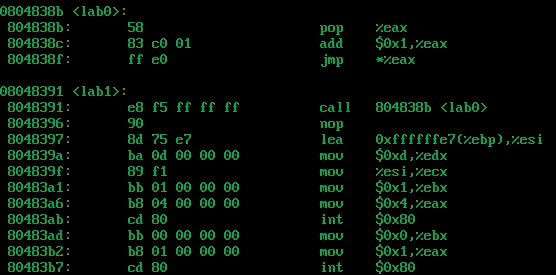 0804838b <lab0>:
 804838b: 58 pop %eax
 804838c: 83 c0 01 add $0x1,%eax
 804838f: ff e0 jmp *%eax
08048391 <lab1>:
 8048391: e8 f5 ff ff ff call 804838b <lab0>
 8048396: 90 nop
 8048397: 8d 75 e7 lea 0xffffffe7(%ebp),%esi
 804839a: ba 0d 00 00 00 mov $0xd,%edx
 804839f: 89 f1 mov %esi,%ecx
 80483a1: bb 01 00 00 00 mov $0x1,%ebx
 80483a6: b8 04 00 00 00 mov $0x4,%eax
 80483ab: cd 80 int $0x80
 80483ad: bb 00 00 00 00 mov $0x0,%ebx
 80483b2: b8 01 00 00 00 mov $0x1,%eax
 80483b7: cd 80 int $0x80